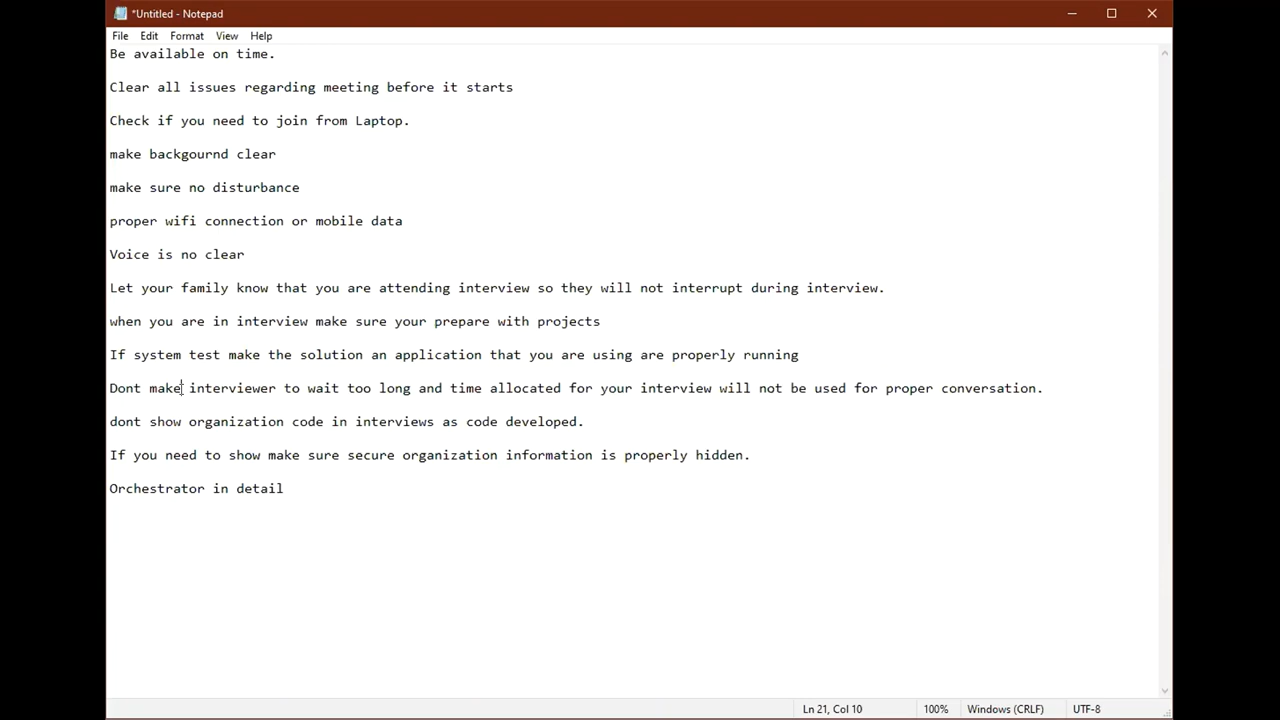 *Untitled - Notepad
File Edit Format View Help
Be available on time.
Clear all issues regarding meeting before it starts
Check if you need to join from Laptop.
make backgournd clear
make sure no disturbance
proper wifi connection or mobile data
Voice is no clear
Let your family know that you are attending interview so they will not interrupt during interview.
when you are in interview make sure your prepare with projects
If system test make the solution an application that you are using are properly running
Dont make interviewer to wait too long and time allocated for your interview will not be used for proper conversation.
dont show organization code in interviews as code developed.
If you need to show make sure secure organization information is properly hidden.
Orchestrator in detail
Ln 21, Col 10 100% Windows (CRLF) UTF-8